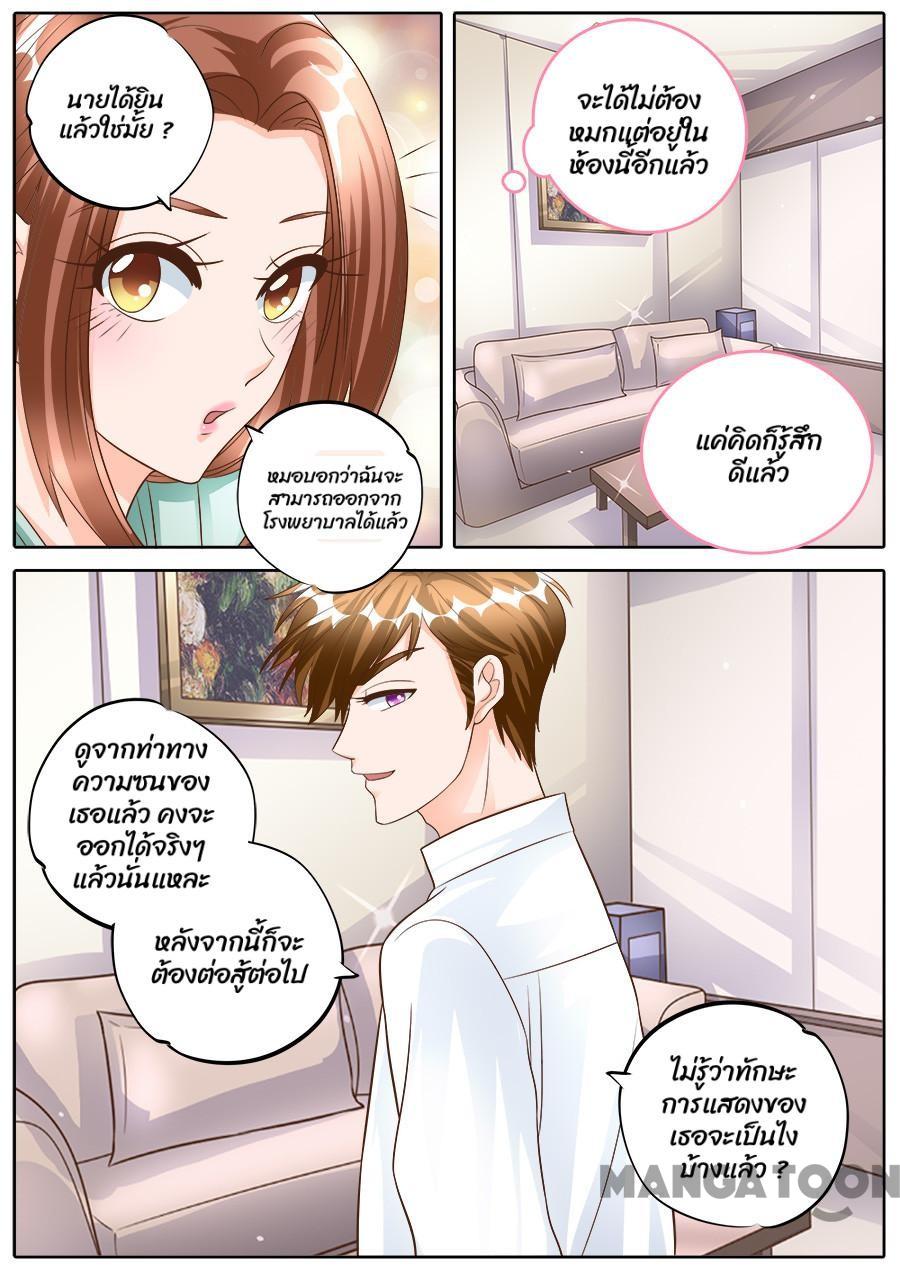 นายได้ยิน
แล้วใช่มั้ย ?
หมอบอกว่าฉันจะ
สามารถออกจาก
โรงพยาบาลได้แล้ว
จะได้ไม่ต้อง
หมกแต่อยู่ใน
ห้องนี้อีกแล้ว
แค่คิดก็รู้สึก
ดีแล้ว
ดูจากท่าทาง
ความซนของ
เธอแล้ว คงจะ
ออกได้จริงๆ
แล้วนั่นแหละ
หลังจากนี้ก็จะ
ต้องต่อสู้ต่อไป
ไม่รู้ว่าทักษะ
การแสดงของ
เธอจะเป็นไง
บ้างแล้ว ?
MANGATOON